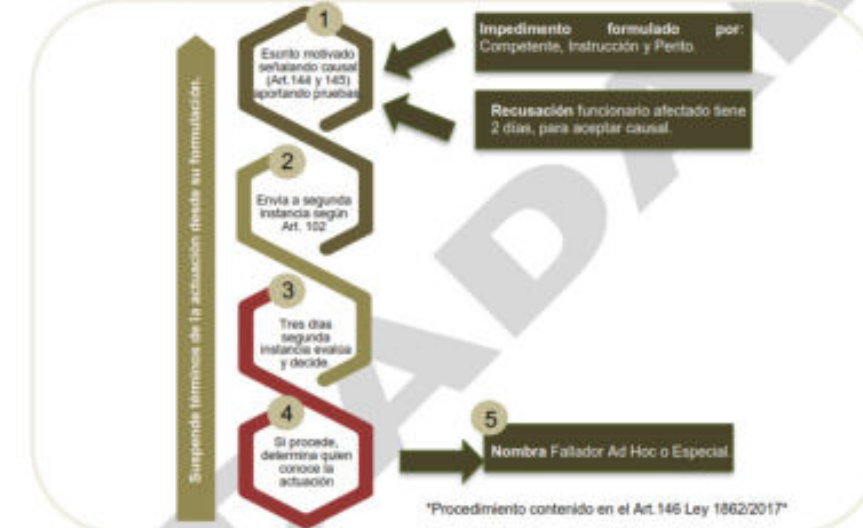 1
Escrito motivado
señalando causal
(Art.144 y 145)
aportando pruebas
Impedimento formulado por:
Competente, Instrucción y Perito.
Recusación funcionario afectado tiene
2 días, para aceptar causal.
2
Envía a segunda
instancia según
Art. 102
3
Tres días
segunda
instancia evalúa
y decide.
4
Si procede,
determina quien
conoce la
actuación
5
Nombra Fallador Ad Hoc o Especial.
Suspende términos de la actuación desde su formulación.
"Procedimiento contenido en el Art.146 Ley 1862/2017"